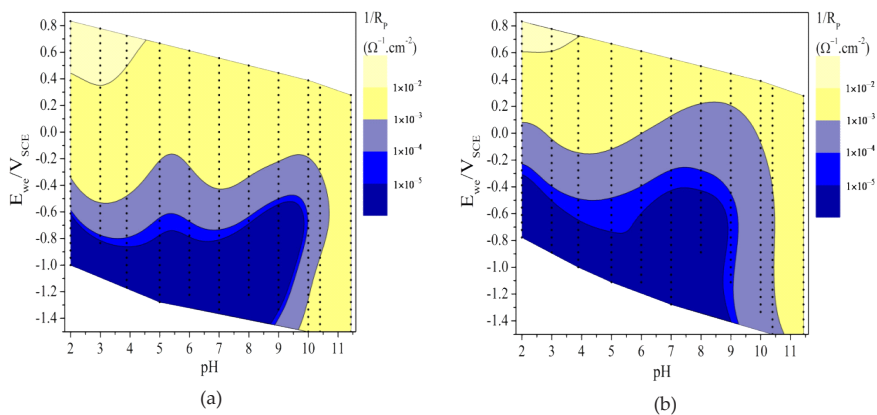 1/Rₚ
(Ω⁻¹.cm⁻²)
1×10⁻²
1×10⁻³
1×10⁻⁴
1×10⁻⁵
0.8
0.6
0.4
0.2
0.0
-0.2
-0.4
-0.6
-0.8
-1.0
-1.2
-1.4
E_we/V_SCE
2 3 4 5 6 7 8 9 10 11
pH
(a)
1/Rₚ
(Ω⁻¹.cm⁻²)
1×10⁻²
1×10⁻³
1×10⁻⁴
1×10⁻⁵
0.8
0.6
0.4
0.2
0.0
-0.2
-0.4
-0.6
-0.8
-1.0
-1.2
-1.4
E_we/V_SCE
2 3 4 5 6 7 8 9 10 11
pH
(b)